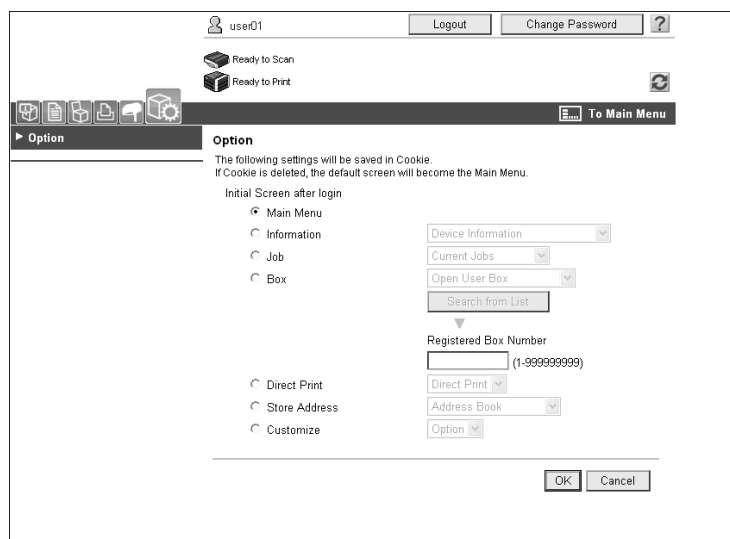 user01
Logout
Change Password
?
Ready to Scan
Ready to Print
To Main Menu
Option
Option
The following settings will be saved in Cookie.
If Cookie is deleted, the default screen will become the Main Menu.
Initial Screen after login
Main Menu
Information Device Information
Job Current Jobs
Box Open User Box
Search from List
Registered Box Number
(1-999999999)
Direct Print Direct Print
Store Address Address Book
Customize Option
OK Cancel